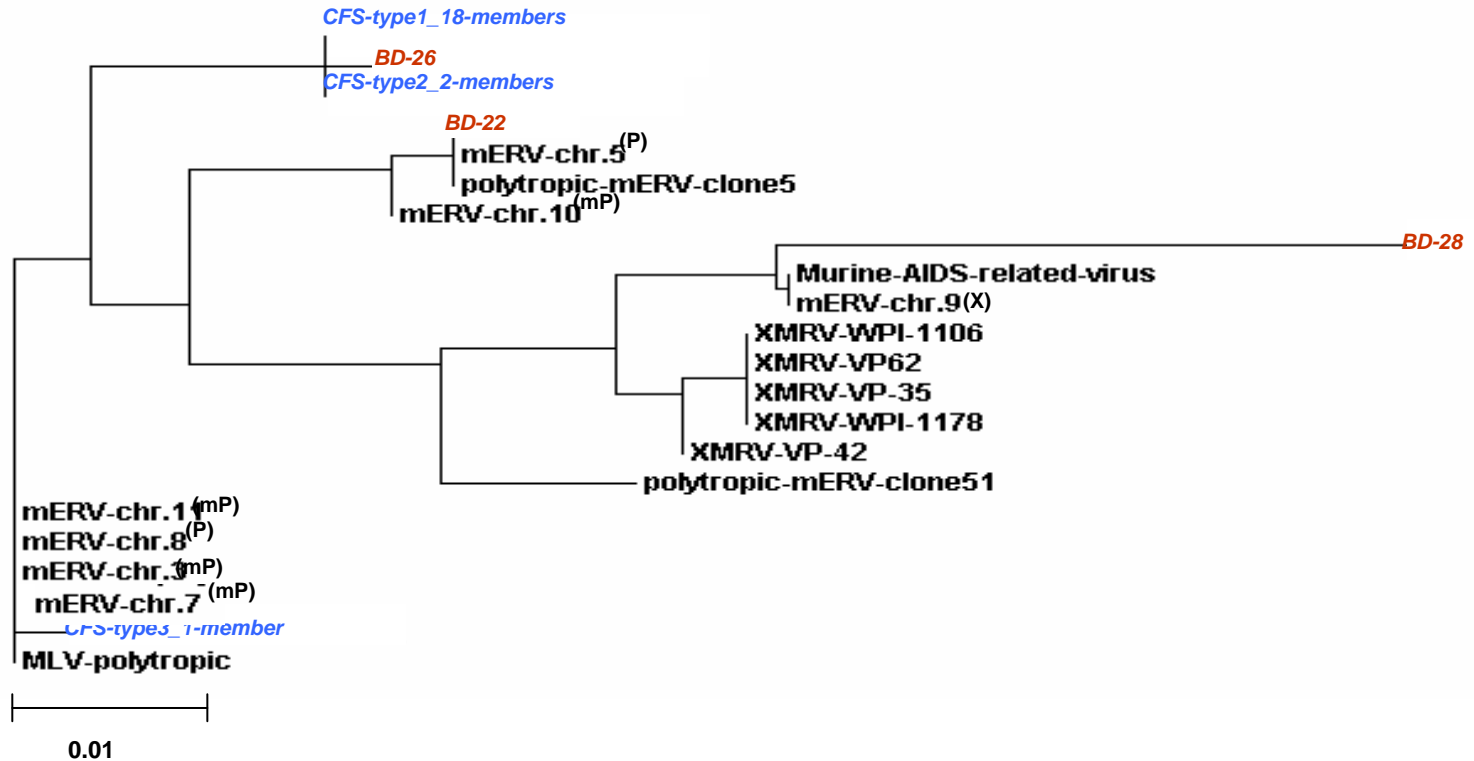 CFS-type1_18-members
BD-26
CFS-type2_2-members
BD-22
mERV-chr.5(P)
polytropic-mERV-clone5
mERV-chr.10(mP)
BD-28
Murine-AIDS-related-virus
mERV-chr.9(X)
XMRV-WPI-1106
XMRV-VP62
XMRV-VP-35
XMRV-WPI-1178
XMRV-VP-42
polytropic-mERV-clone51
mERV-chr.11(mP)
mERV-chr.8(P)
mERV-chr.3(mP)
mERV-chr.7(mP)
CFS-type3_1-member
MLV-polytropic
0.01